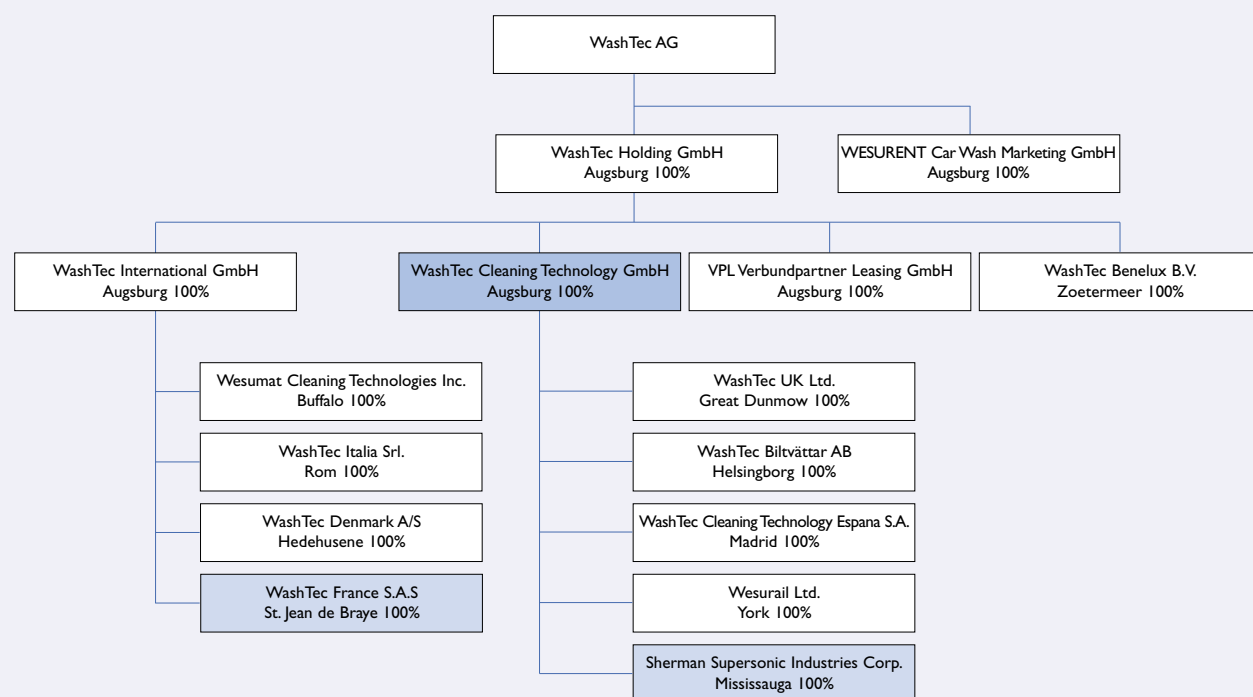 WashTec AG
WashTec Holding GmbH
Augsburg 100%
WESURENT Car Wash Marketing GmbH
Augsburg 100%
WashTec International GmbH
Augsburg 100%
WashTec Cleaning Technology GmbH
Augsburg 100%
VPL Verbundpartner Leasing GmbH
Augsburg 100%
WashTec Benelux B.V.
Zoetermeer 100%
Wesumat Cleaning Technologies Inc.
Buffalo 100%
WashTec Italia Srl.
Rom 100%
WashTec Denmark A/S
Hedehusene 100%
WashTec France S.A.S
St. Jean de Braye 100%
WashTec UK Ltd.
Great Dunmow 100%
WashTec Biltvättar AB
Helsingborg 100%
WashTec Cleaning Technology Espana S.A.
Madrid 100%
Wesurail Ltd.
York 100%
Sherman Supersonic Industries Corp.
Mississauga 100%